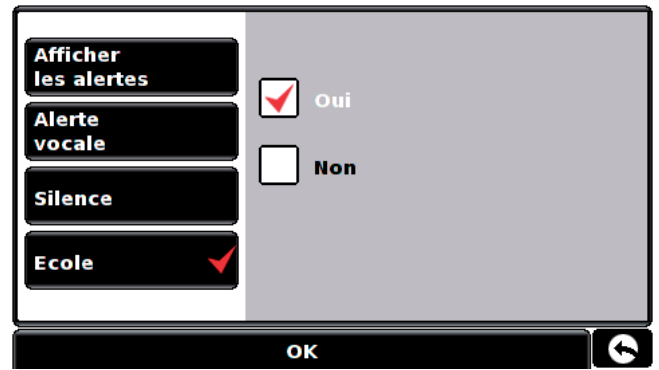 Afficher
les alertes
Alerte
vocale
Silence
Ecole
Oui
Non
OK